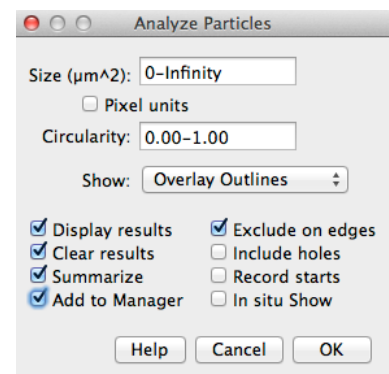 Analyze Particles
Size (µm^2): 0-Infinity
Pixel units
Circularity: 0.00-1.00
Show: Overlay Outlines
Display results Exclude on edges
Clear results Include holes
Summarize Record starts
Add to Manager In situ Show
Help Cancel OK